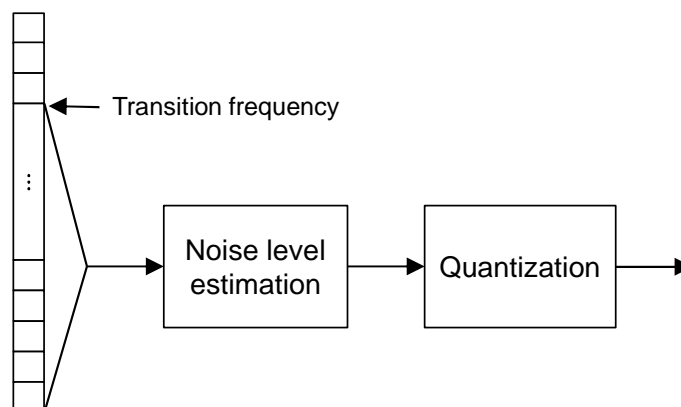 Transition frequency
...
Noise level
estimation
Quantization